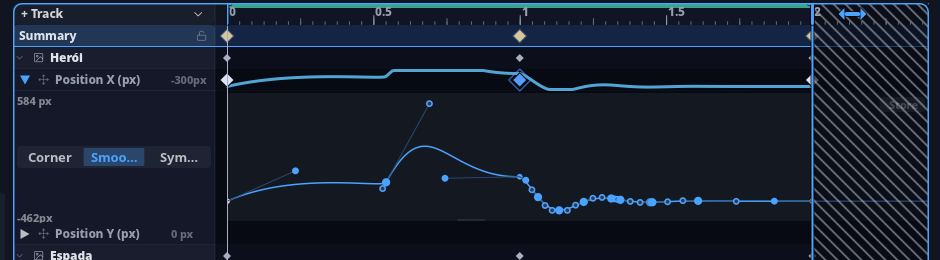 + Track
0 0.5 1 1.5 2
Summary
Heról
Position X (px) -300px
584 px
Store
Corner Smoo... Sym...
-462px
Position Y (px) 0 px
Espada